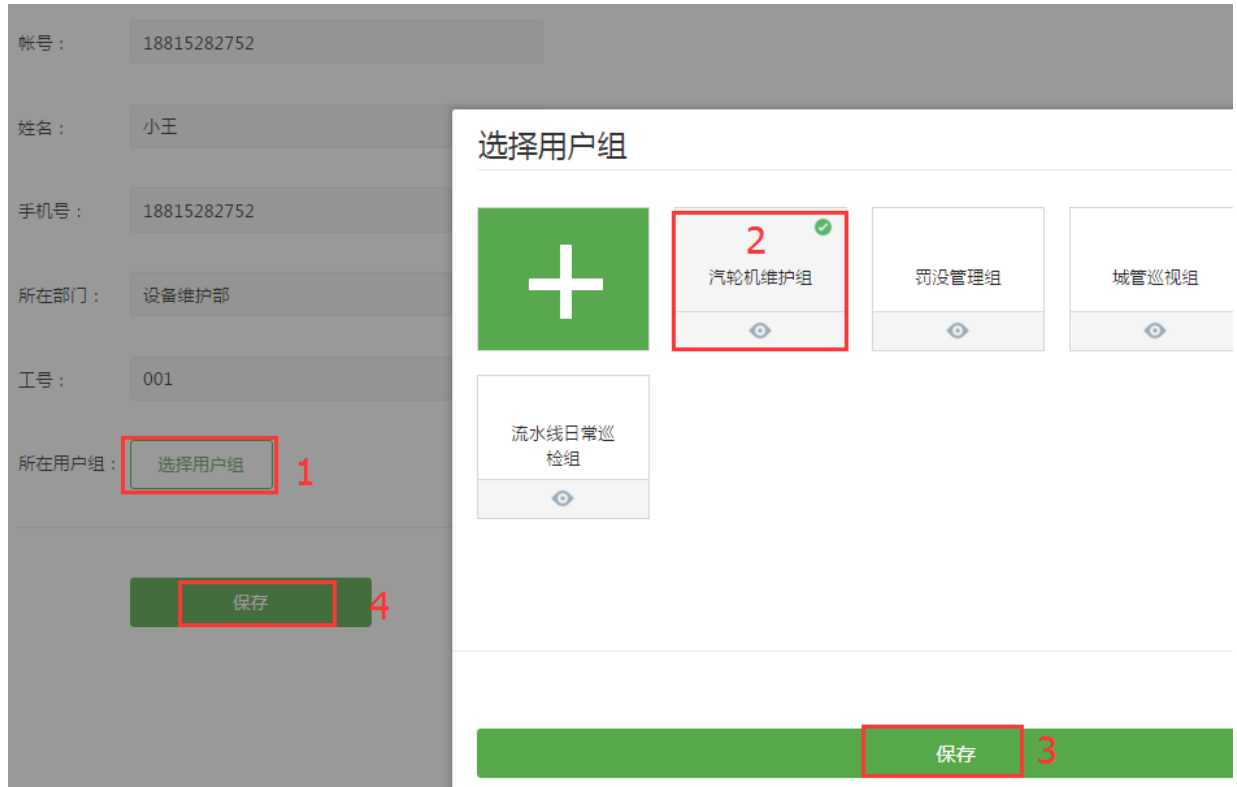 帐号：
18815282752
姓名：
小王
手机号：
18815282752
所在部门：
设备维护部
工号：
001
所在用户组：
选择用户组
1
保存
4
选择用户组
2
汽轮机维护组
罚没管理组
城管巡视组
流水线日常巡
检组
保存
3